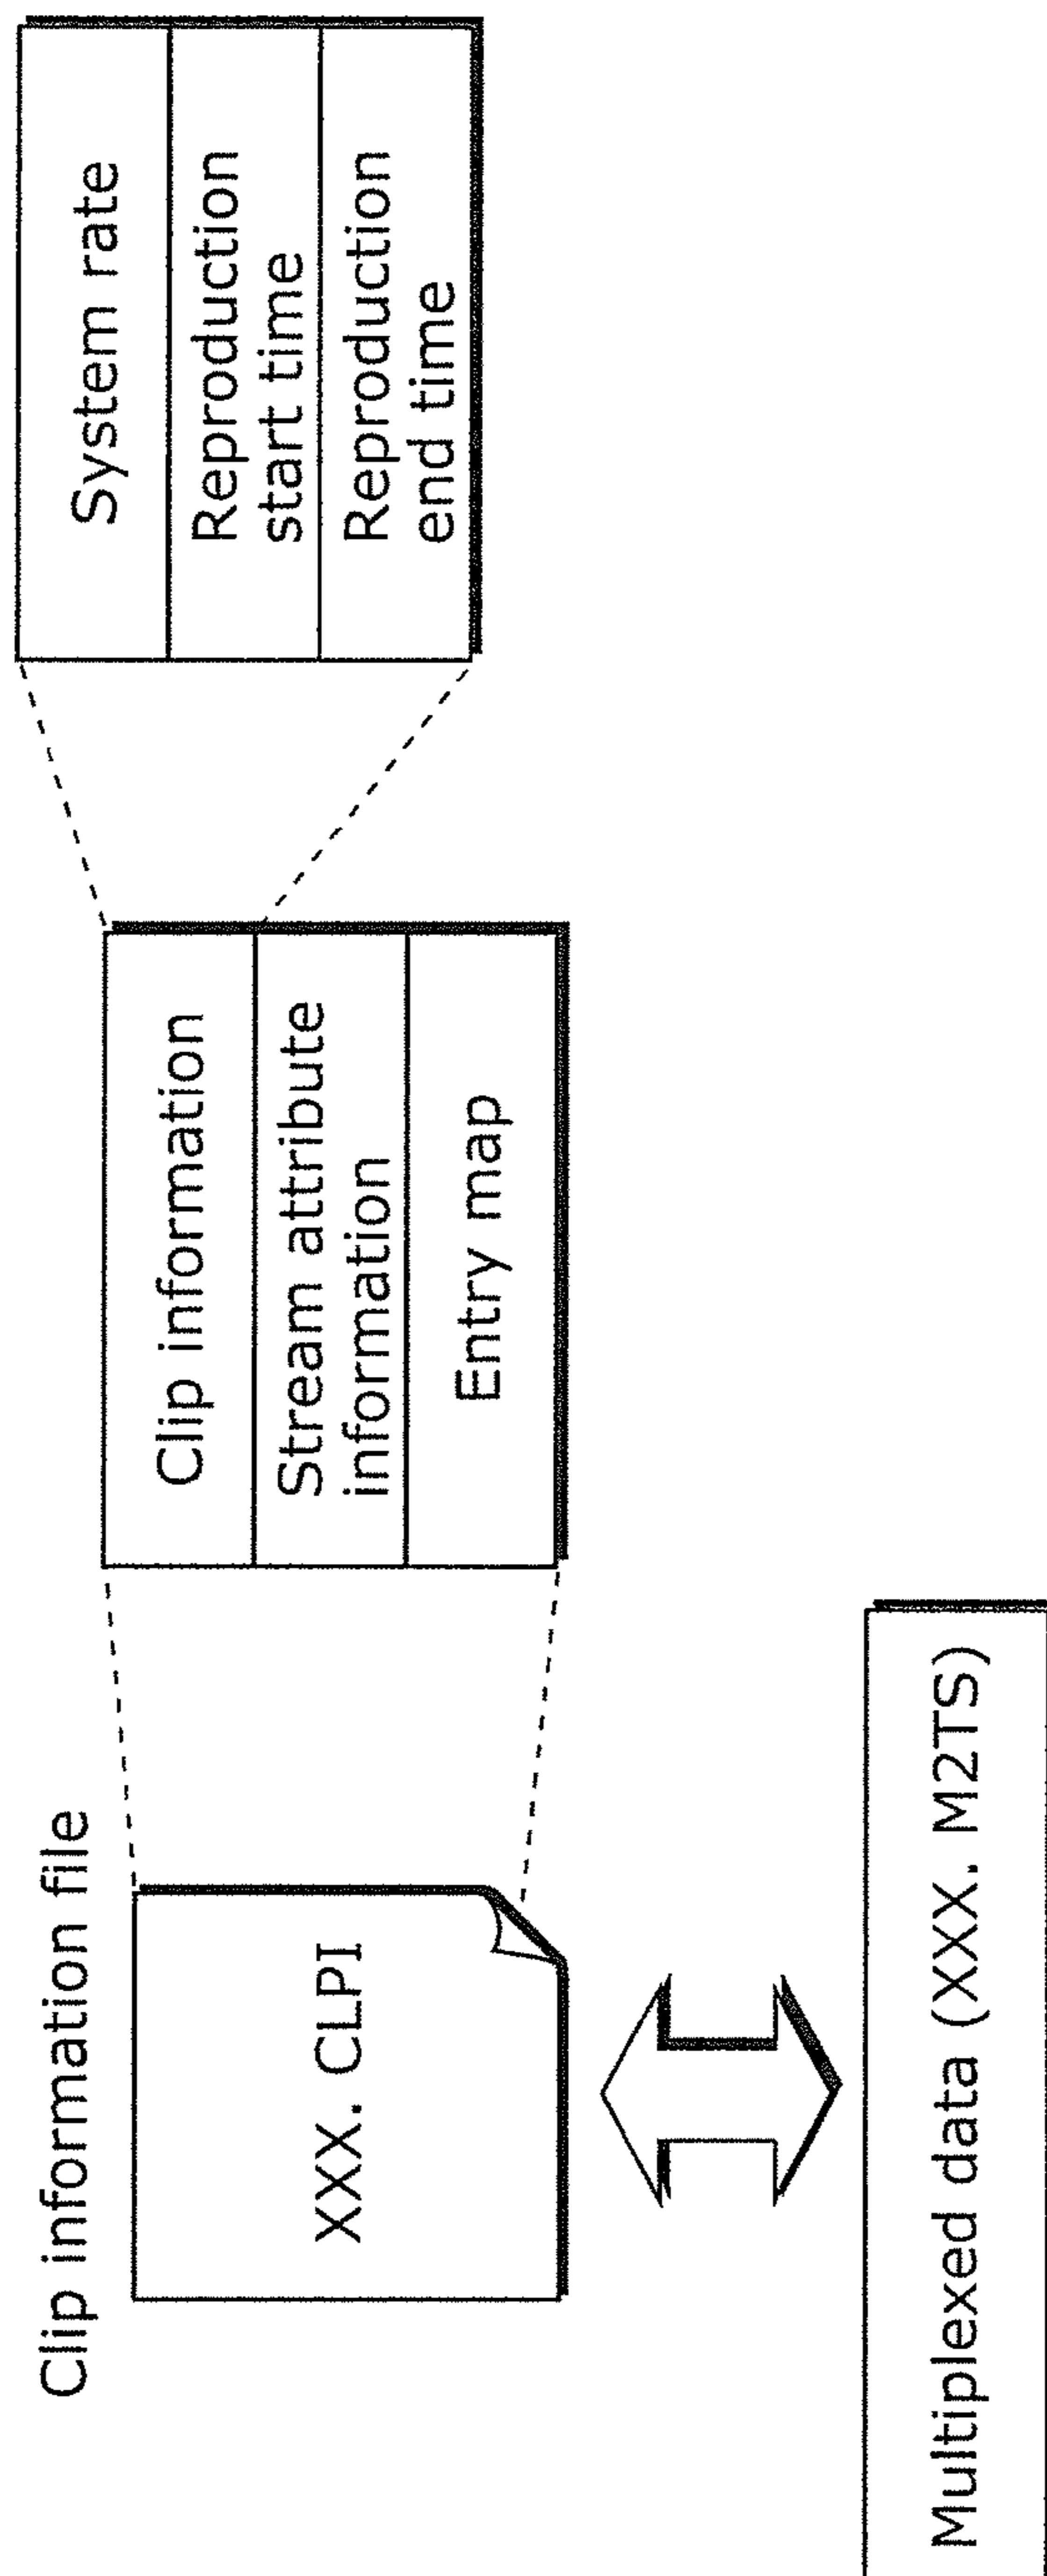 Clip information file
XXX. CLPI
Multiplexed data (XXX. M2TS)
Clip information
Stream attribute
information
Entry map
System rate
Reproduction
start time
Reproduction
end time